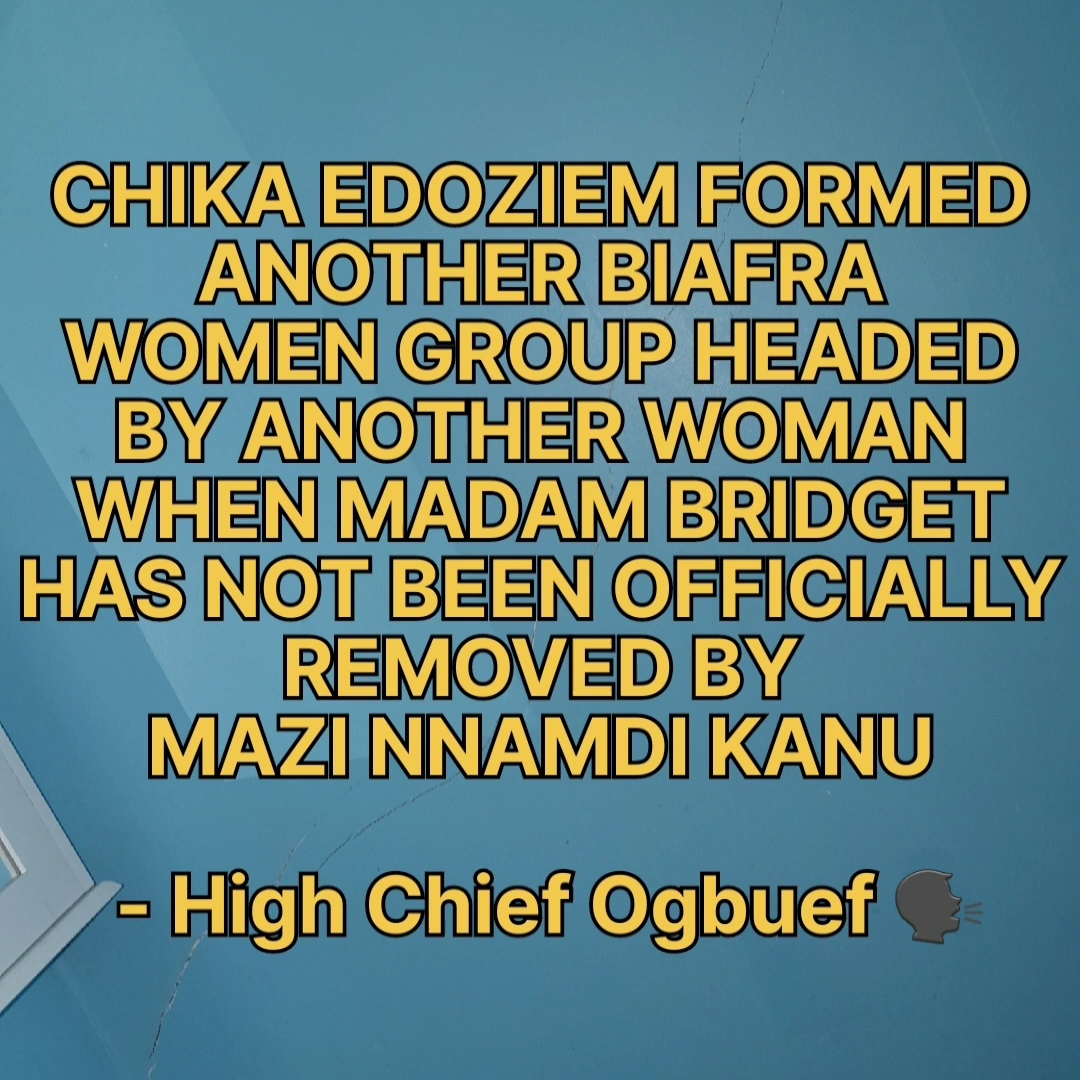 CHIKA EDOZIEM FORMED
ANOTHER BIAFRA
WOMEN GROUP HEADED
BY ANOTHER WOMAN
WHEN MADAM BRIDGET
HAS NOT BEEN OFFICIALLY
REMOVED BY
MAZI NNAMDI KANU
- High Chief Ogbuef 🗣